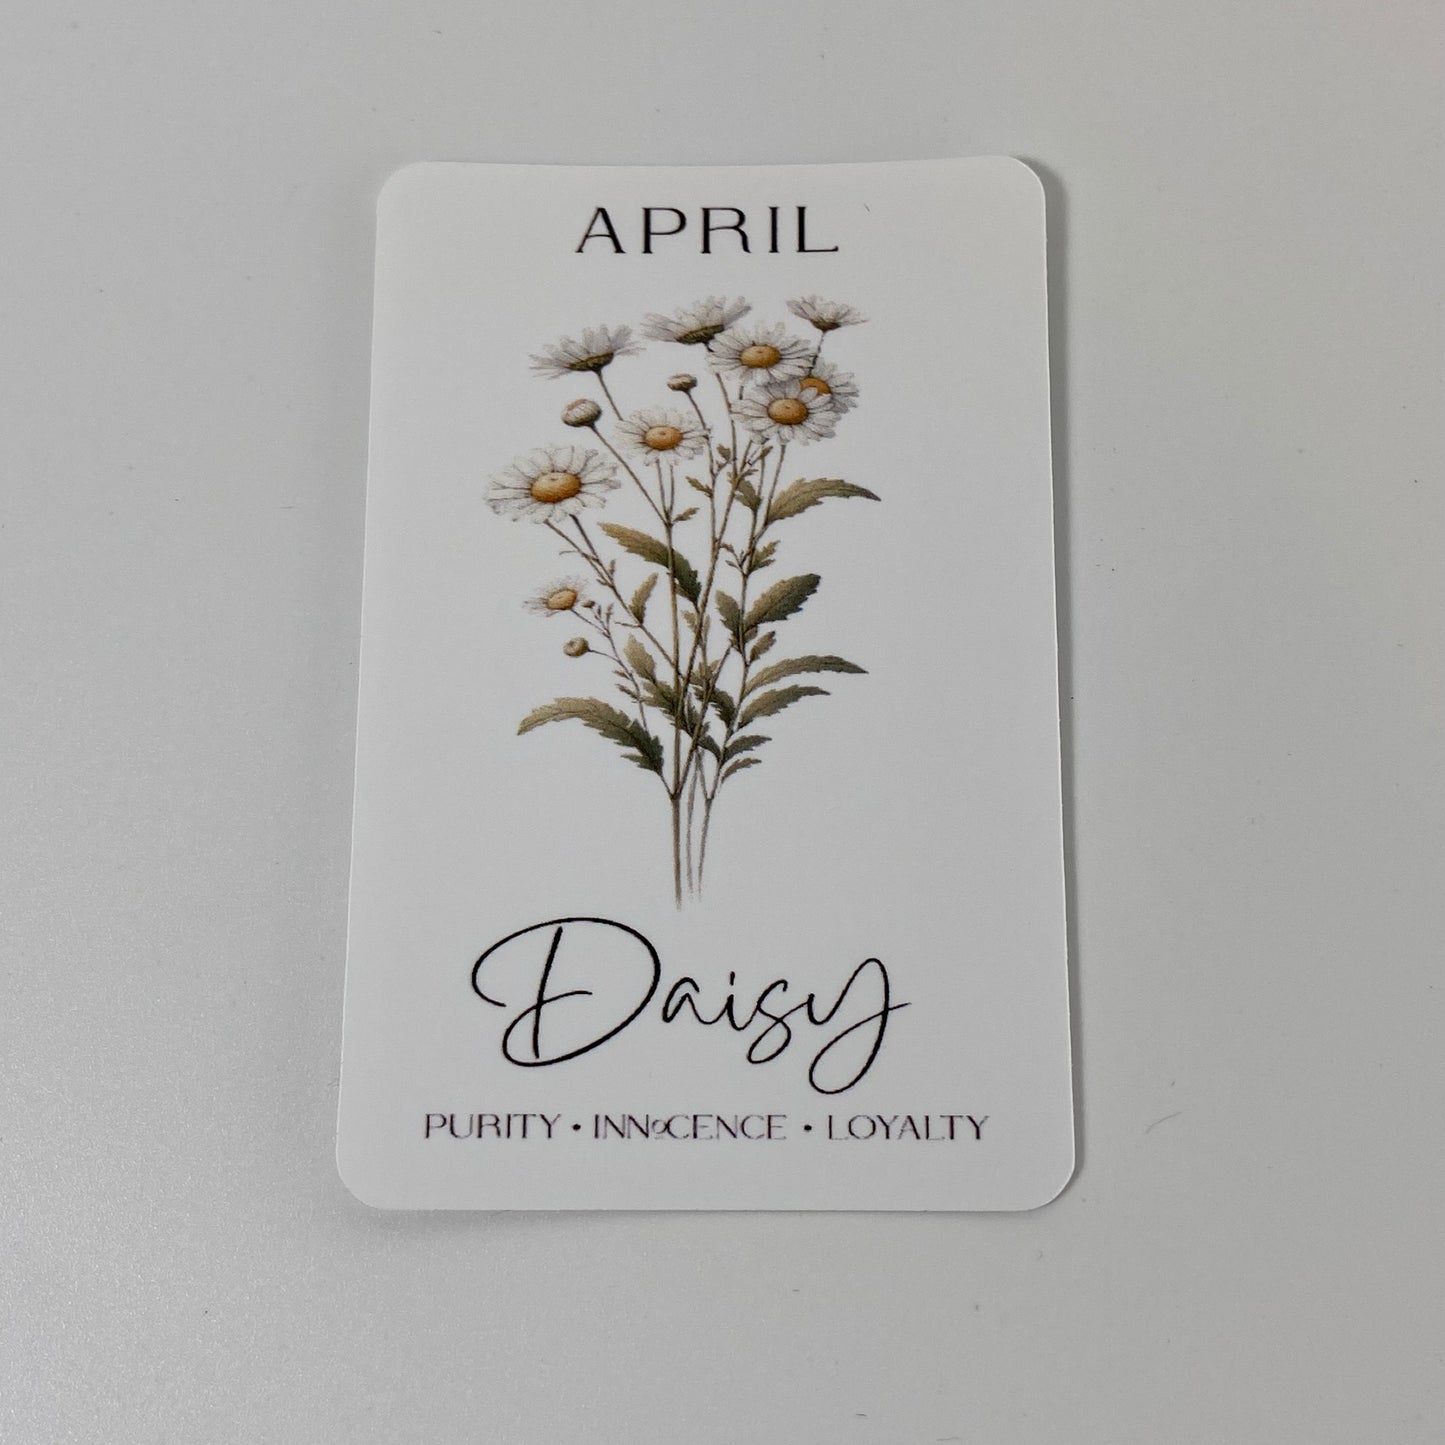 APRIL
Daisy
PURITY • INNOCENCE • LOYALTY